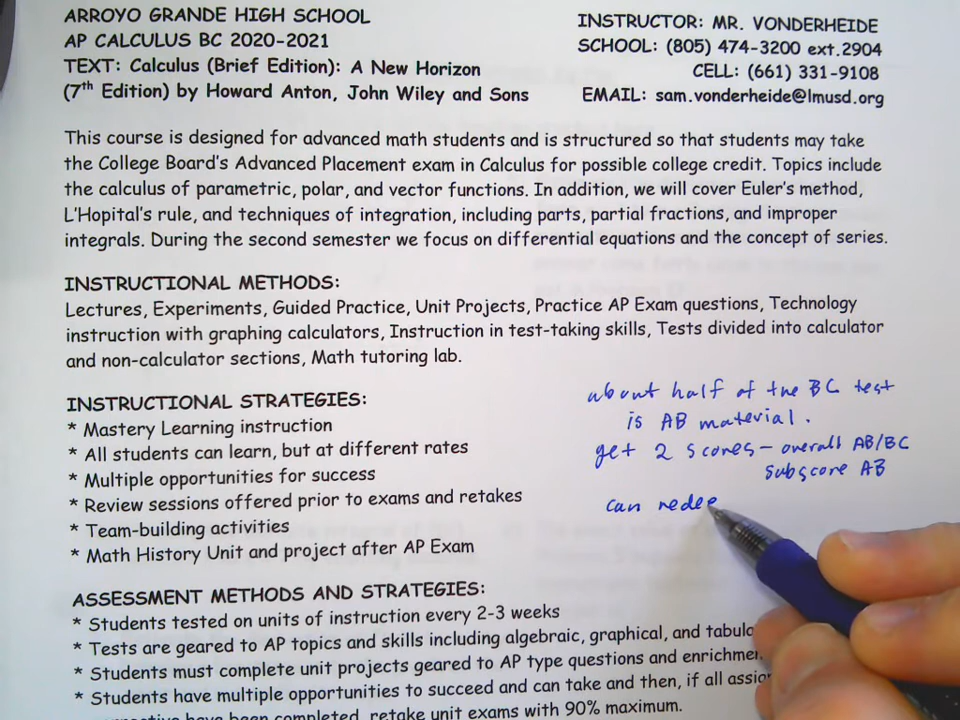 ARROYO GRANDE HIGH SCHOOL
AP CALCULUS BC 2020-2021
TEXT: Calculus (Brief Edition): A New Horizon
(7th Edition) by Howard Anton, John Wiley and Sons
INSTRUCTOR: MR. VONDERHEIDE
SCHOOL: (805) 474-3200 ext.2904
CELL: (661) 331-9108
EMAIL: sam.vonderheide@lmusd.org
This course is designed for advanced math students and is structured so that students may take
the College Board's Advanced Placement exam in Calculus for possible college credit. Topics include
the calculus of parametric, polar, and vector functions. In addition, we will cover Euler's method,
L'Hopital's rule, and techniques of integration, including parts, partial fractions, and improper
integrals. During the second semester we focus on differential equations and the concept of series.
INSTRUCTIONAL METHODS:
Lectures, Experiments, Guided Practice, Unit Projects, Practice AP Exam questions, Technology
instruction with graphing calculators, Instruction in test-taking skills, Tests divided into calculator
and non-calculator sections, Math tutoring lab.
INSTRUCTIONAL STRATEGIES:
* Mastery Learning instruction
* All students can learn, but at different rates
* Multiple opportunities for success
* Review sessions offered prior to exams and retakes
* Team-building activities
* Math History Unit and project after AP Exam
about half of the BC test
is AB material.
get 2 scores - overall AB/BC
subscore AB
can redee
ASSESSMENT METHODS AND STRATEGIES:
* Students tested on units of instruction every 2-3 weeks
* Tests are geared to AP topics and skills including algebraic, graphical, and tabula
* Students must complete unit projects geared to AP type questions and enrichmen
* Students have multiple opportunities to succeed and can take and then, if all assig
have been completed, retake unit exams with 90% maximum.